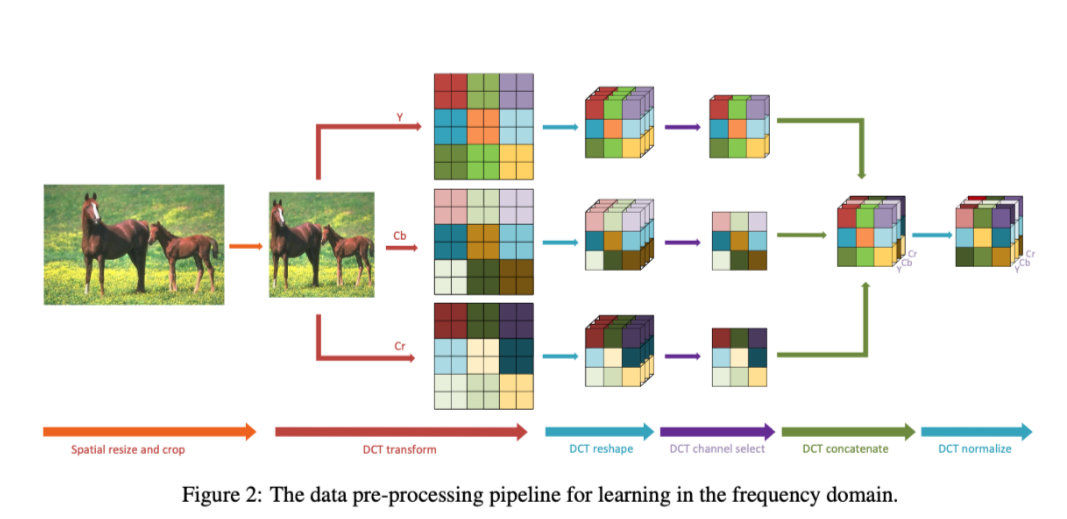 Y
Cb
Cr
Cr
Cb
Y
Cr
Cb
Y
Spatial resize and crop
DCT transform
DCT reshape
DCT channel select
DCT concatenate
DCT normalize
Figure 2: The data pre-processing pipeline for learning in the frequency domain.